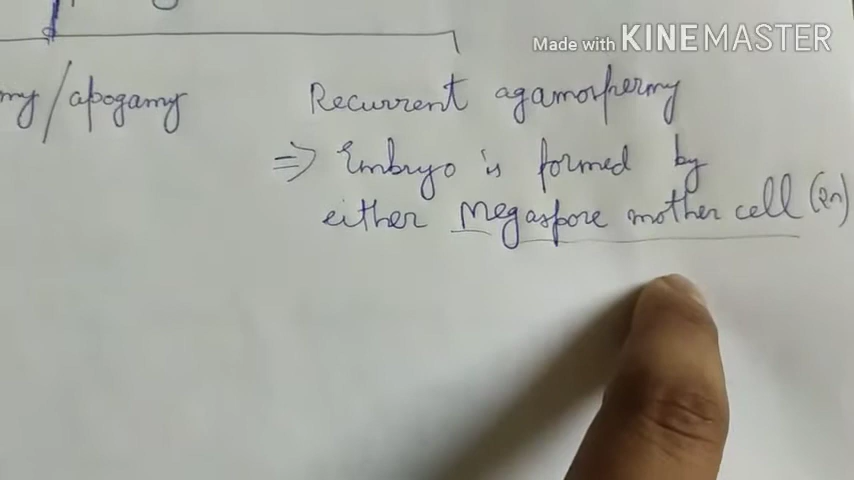 Made with KINEMASTER
my/apogamy
Recurrent agamospermy
⇒ Embryo is formed by
either Megaspore mother cell (2n)